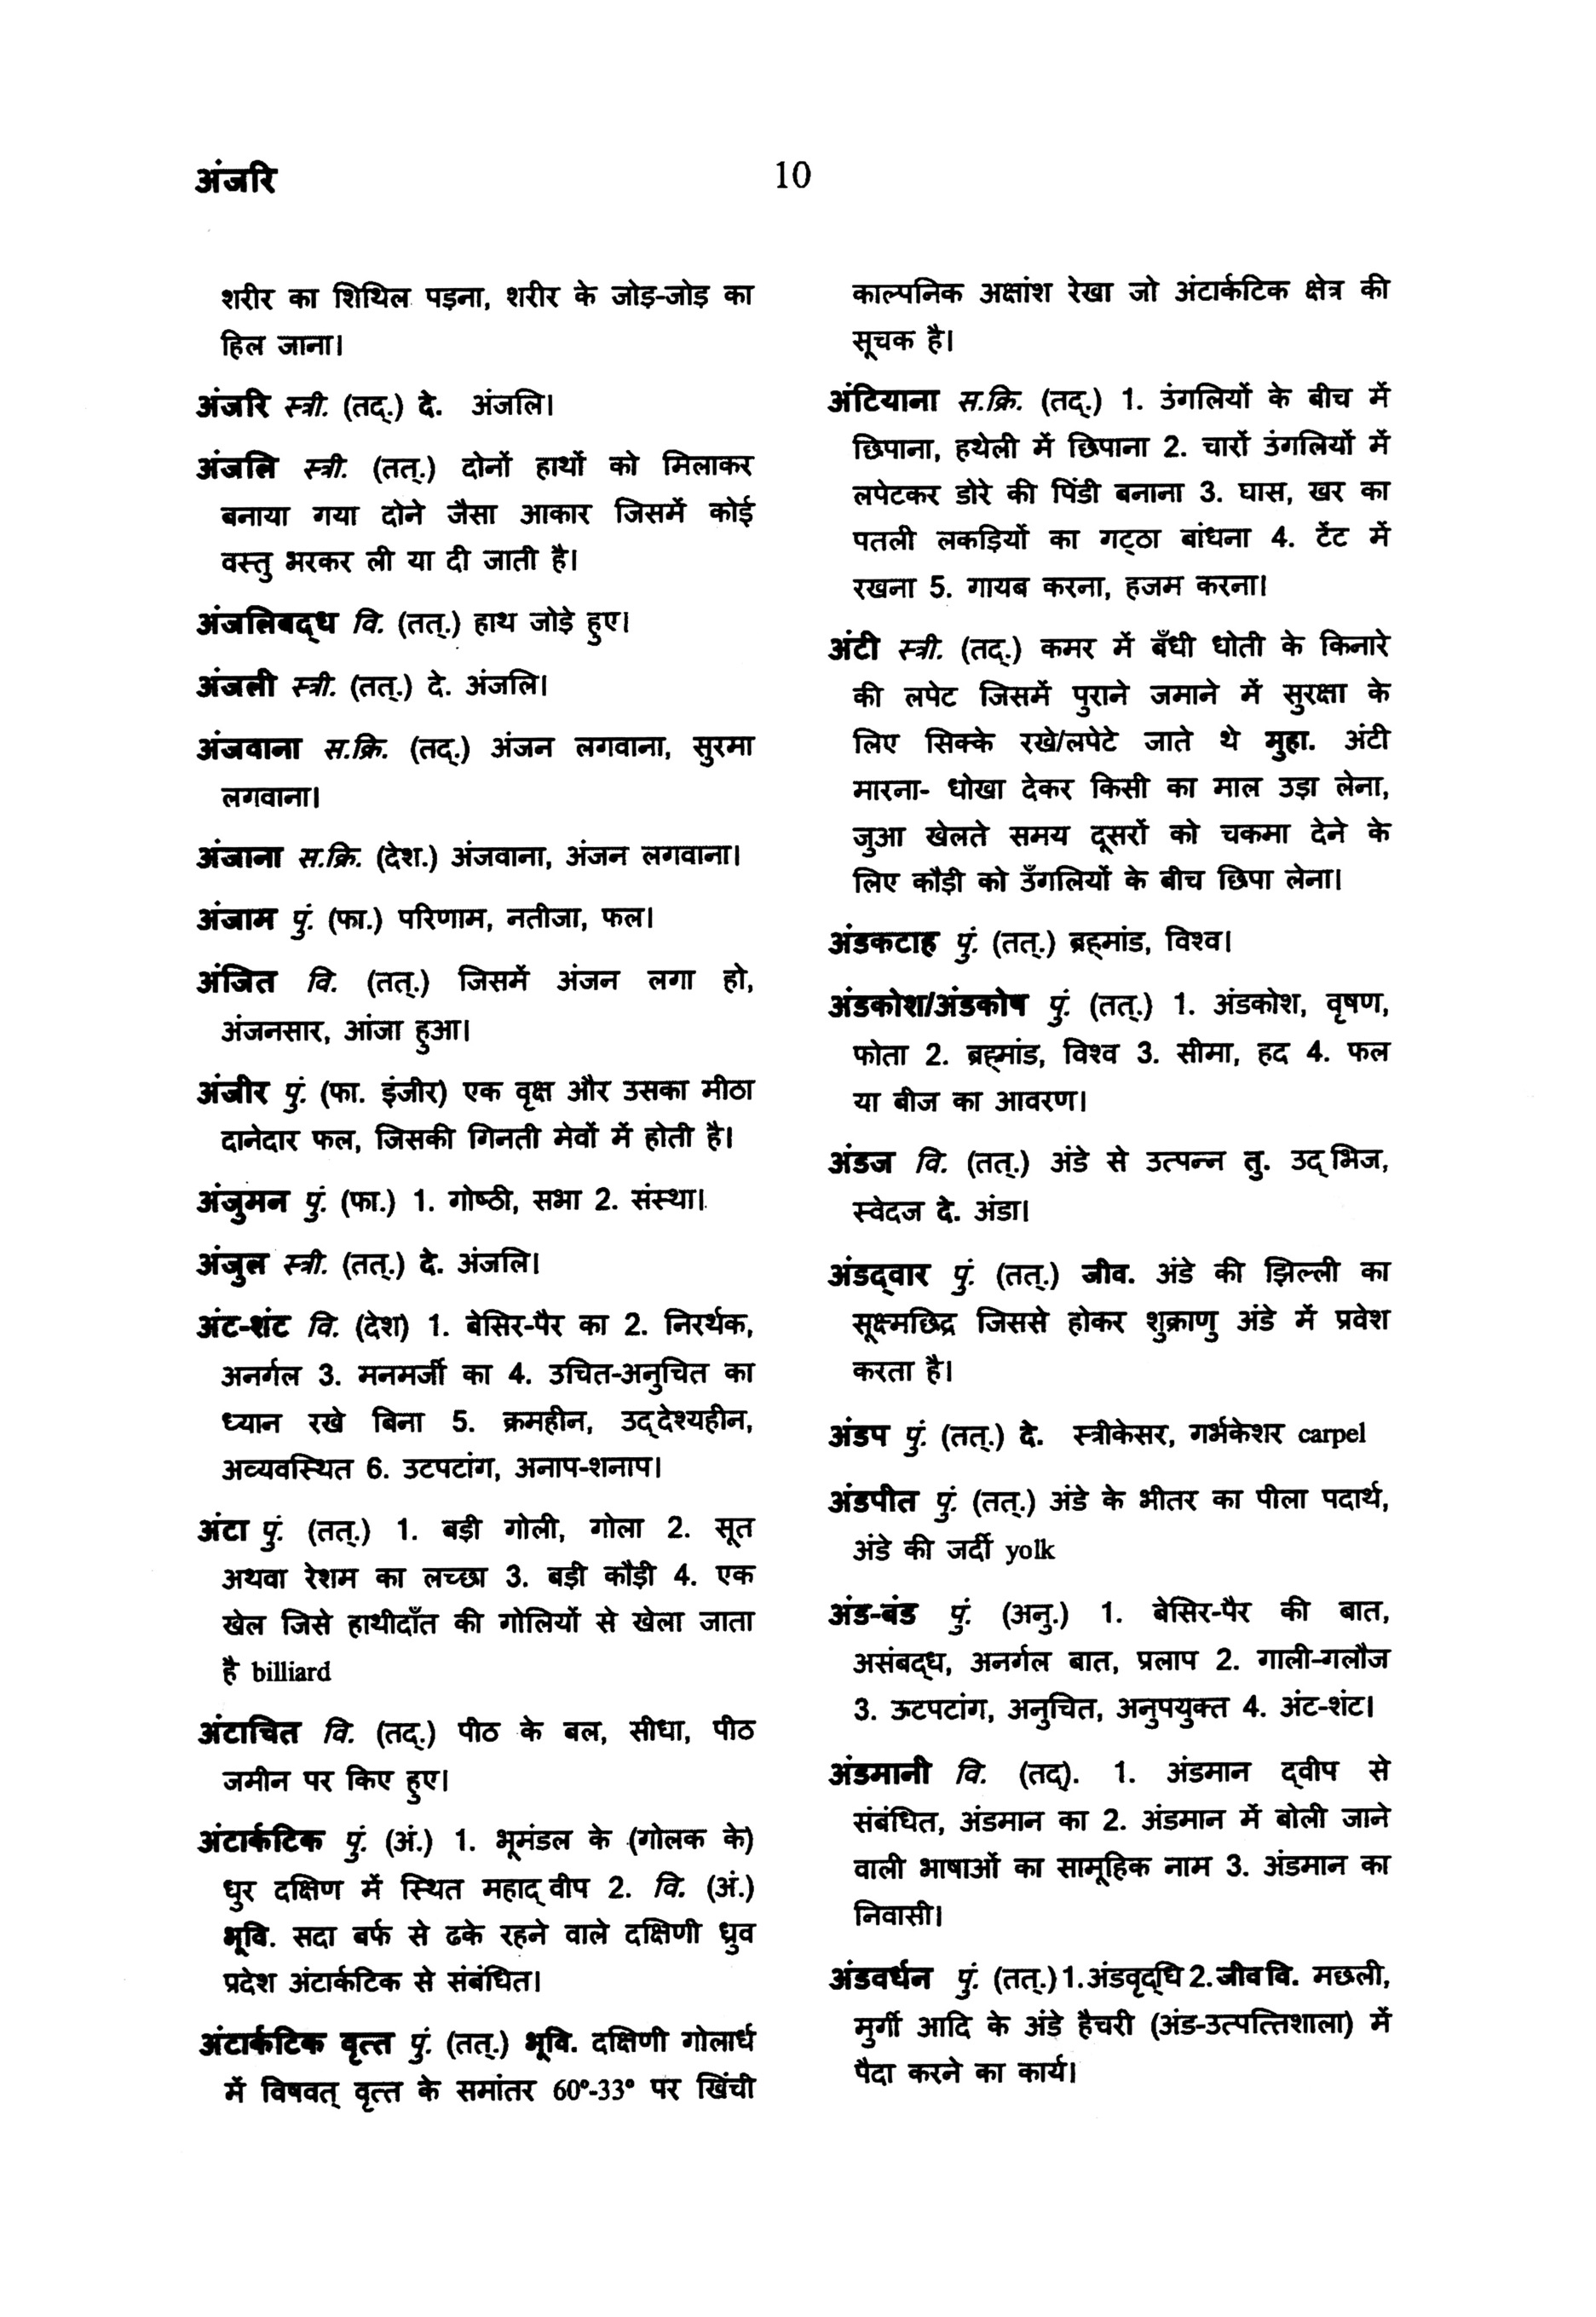 अंजरि
10
शरीर का शिथिल पड़ना, शरीर के जोड़-जोड़ का
हिल जाना।
अंजरि स्त्री. (तद्.) दे. अंजलि।
अंजलि स्त्री. (तत्.) दोनों हाथों को मिलाकर
बनाया गया दोने जैसा आकार जिसमें कोई
वस्तु भरकर ली या दी जाती है।
अंजलिबद्ध वि. (तत्.) हाथ जोड़े हुए।
अंजली स्त्री. (तत्.) दे. अंजलि।
अंजवाना स.क्रि. (तद्.) अंजन लगवाना, सुरमा
लगवाना।
अंजाना स.क्रि. (देश.) अंजवाना, अंजन लगवाना।
अंजाम पुं. (फा.) परिणाम, नतीजा, फल।
अंजित वि. (तत्.) जिसमें अंजन लगा हो,
अंजनसार, आंजा हुआ।
अंजीर पुं. (फा. इंजीर) एक वृक्ष और उसका मीठा
दानेदार फल, जिसकी गिनती मेवों में होती है।
अंजुमन पुं. (फा.) 1. गोष्ठी, सभा 2. संस्था।
अंजुल स्त्री. (तत्.) दे. अंजलि।
अंट-शंट वि. (देश) 1. बेसिर-पैर का 2. निरर्थक,
अनर्गल 3. मनमर्जी का 4. उचित-अनुचित का
ध्यान रखे बिना 5. क्रमहीन, उद्देश्यहीन,
अव्यवस्थित 6. उटपटांग, अनाप-शनाप।
अंटा पुं. (तत्.) 1. बड़ी गोली, गोला 2. सूत
अथवा रेशम का लच्छा 3. बड़ी कौड़ी 4. एक
खेल जिसे हाथीदाँत की गोलियों से खेला जाता
है billiard
अंटाचित वि. (तद्.) पीठ के बल, सीधा, पीठ
जमीन पर किए हुए।
अंटार्कटिक पुं. (अं.) 1. भूमंडल के (गोलक के)
धुर दक्षिण में स्थित महाद्वीप 2. वि. (अं.)
भूवि. सदा बर्फ से ढके रहने वाले दक्षिणी ध्रुव
प्रदेश अंटार्कटिक से संबंधित।
अंटार्कटिक वृत्त पुं. (तत्.) भूवि. दक्षिणी गोलार्ध
में विषवत् वृत्त के समांतर 60°-33° पर खिंची
काल्पनिक अक्षांश रेखा जो अंटार्कटिक क्षेत्र की
सूचक है।
अंटियाना स.क्रि. (तद्.) 1. उंगलियों के बीच में
छिपाना, हथेली में छिपाना 2. चारों उंगलियों में
लपेटकर डोरे की पिंडी बनाना 3. घास, खर का
पतली लकड़ियों का गट्ठा बांधना 4. टेंट में
रखना 5. गायब करना, हजम करना।
अंटी स्त्री. (तद्.) कमर में बँधी धोती के किनारे
की लपेट जिसमें पुराने जमाने में सुरक्षा के
लिए सिक्के रखे/लपेटे जाते थे मुहा. अंटी
मारना- धोखा देकर किसी का माल उड़ा लेना,
जुआ खेलते समय दूसरों को चकमा देने के
लिए कौड़ी को उँगलियों के बीच छिपा लेना।
अंडकटाह पुं. (तत्.) ब्रह्मांड, विश्व।
अंडकोश/अंडकोष पुं. (तत्.) 1. अंडकोश, वृषण,
फोता 2. ब्रह्मांड, विश्व 3. सीमा, हद 4. फल
या बीज का आवरण।
अंडज वि. (तत्.) अंडे से उत्पन्न तु. उद्भिज,
स्वेदज दे. अंडा।
अंडद्वार पुं. (तत्.) जीव. अंडे की झिल्ली का
सूक्ष्मछिद्र जिससे होकर शुक्राणु अंडे में प्रवेश
करता है।
अंडप पुं. (तत्.) दे. स्त्रीकेसर, गर्भकेशर carpel
अंडपीत पुं. (तत्.) अंडे के भीतर का पीला पदार्थ,
अंडे की जर्दी yolk
अंड-बंड पुं. (अनु.) 1. बेसिर-पैर की बात,
असंबद्ध, अनर्गल बात, प्रलाप 2. गाली-गलौज
3. ऊटपटांग, अनुचित, अनुपयुक्त 4. अंट-शंट।
अंडमानी वि. (तद्). 1. अंडमान द्वीप से
संबंधित, अंडमान का 2. अंडमान में बोली जाने
वाली भाषाओं का सामूहिक नाम 3. अंडमान का
निवासी।
अंडवर्धन पुं. (तत्.) 1. अंडवृद्धि 2. जीव वि. मछली,
मुर्गी आदि के अंडे हैचरी (अंड-उत्पत्तिशाला) में
पैदा करने का कार्य।